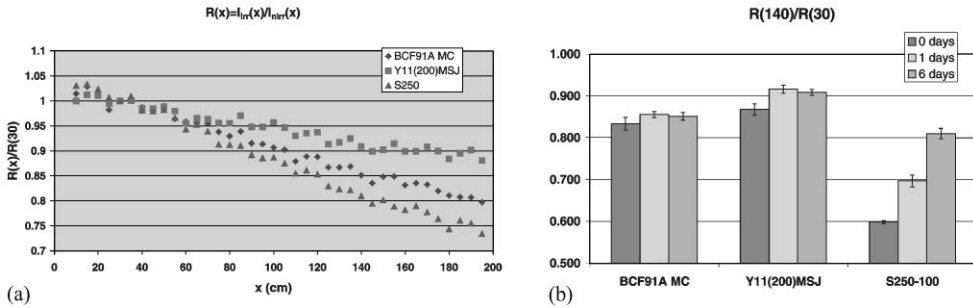 R(x)=Iirr(x)/Inirr(x)
BCF91A MC
Y11(200)MSJ
S250
R(x)/R(30)
1.1
1.05
1
0.95
0.9
0.85
0.8
0.75
0.7
0 20 40 60 80 100 120 140 160 180 200
x (cm)
(a)
R(140)/R(30)
0 days
1 days
6 days
1.000
0.900
0.800
0.700
0.600
0.500
BCF91A MC Y11(200)MSJ S250-100
(b)